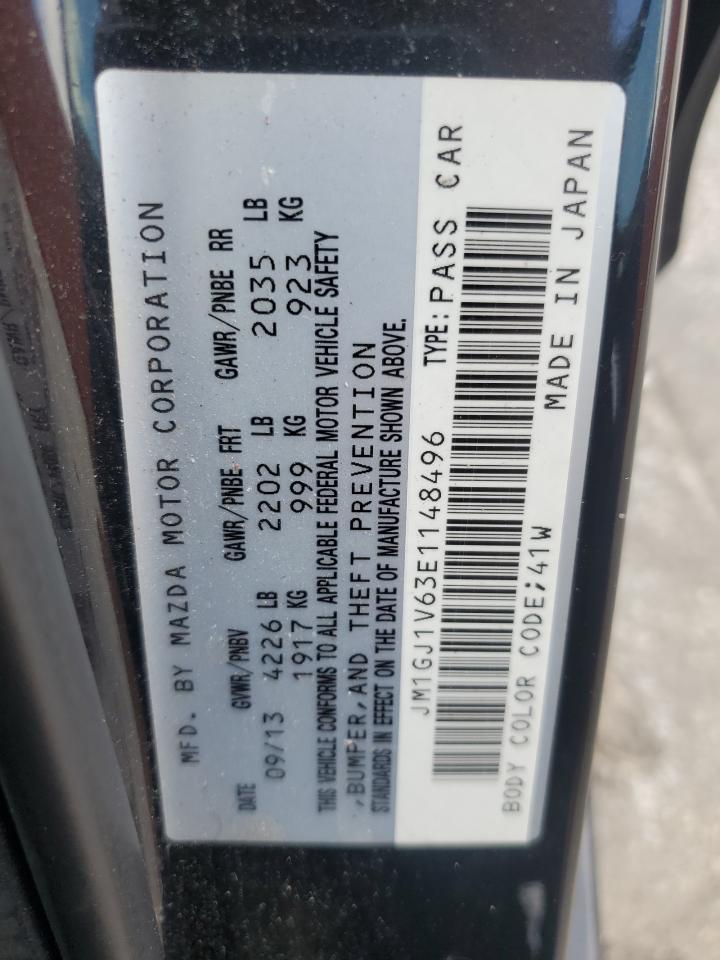 MFD. BY MAZDA MOTOR CORPORATION
DATE GVWR/PNBV GAWR/PNBE FRT GAWR/PNBE RR
09/13 4226 LB 2202 LB 2035 LB
1917 KG 999 KG 923 KG
THIS VEHICLE CONFORMS TO ALL APPLICABLE FEDERAL MOTOR VEHICLE SAFETY
,BUMPER,AND THEFT PREVENTION
STANDARDS IN EFFECT ON THE DATE OF MANUFACTURE SHOWN ABOVE.
JM1GJ1V63E1148496 TYPE:PASS CAR
BODY COLOR CODE;41W MADE IN JAPAN